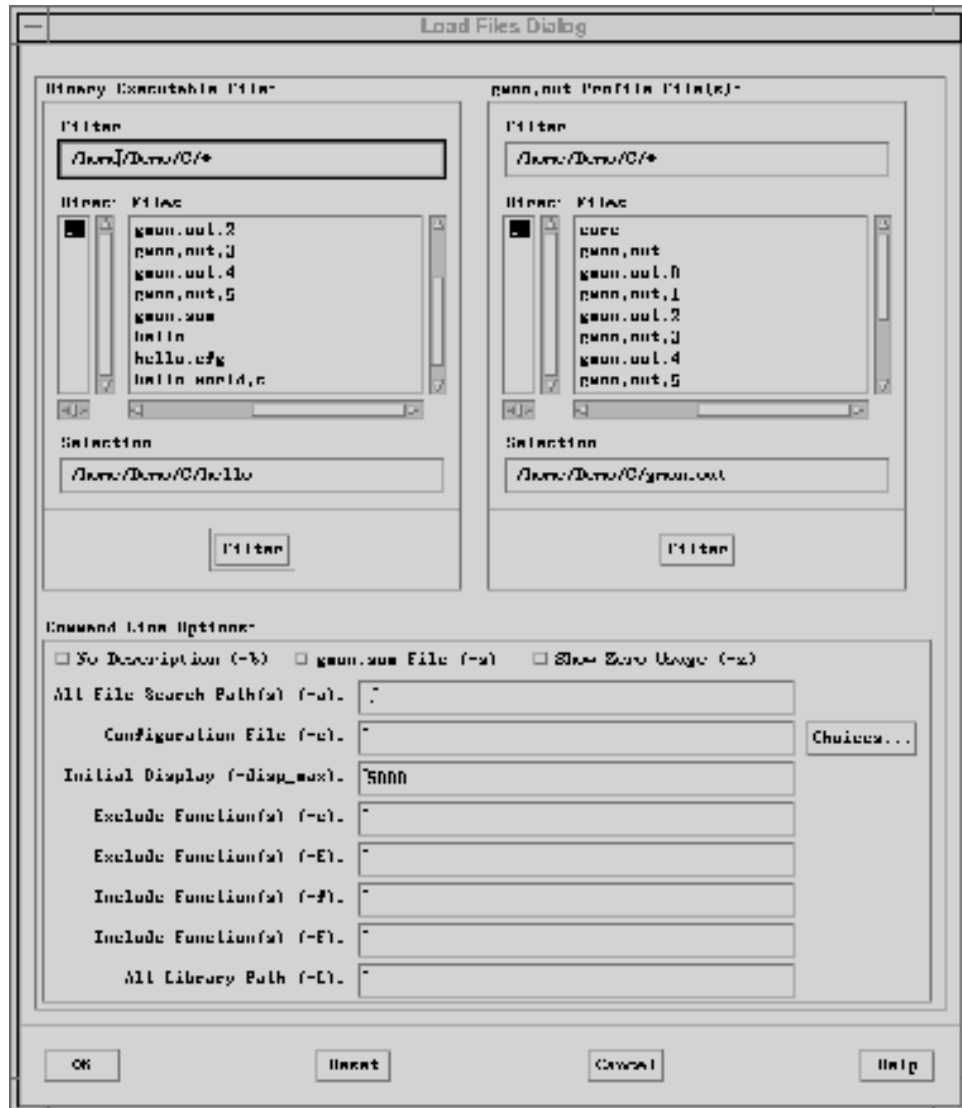 Load Files Dialog
Binary Executable File:
Filter
/home/Demo/C/*
Direc: Files
gmon.out.2
gmon.out.3
gmon.out.4
gmon.out.5
gmon.sum
hello
hello.cfg
hello_world.c
Selection
/home/Demo/C/hello
Filter
gmon.out Profile File(s):
Filter
/home/Demo/C/*
Direc: Files
core
gmon.out
gmon.out.0
gmon.out.1
gmon.out.2
gmon.out.3
gmon.out.4
gmon.out.5
Selection
/home/Demo/C/gmon.out
Filter
Command Line Options:
No Description (-b) gmon.sum File (-s) Show Zero Usage (-z)
Alt File Search Path(s) (-a):
Configuration File (-c): Choices...
Initial Display (-disp_max): 5000
Exclude Function(s) (-e):
Exclude Function(s) (-E):
Include Function(s) (-f):
Include Function(s) (-F):
Alt Library Path (-L):
OK Reset Cancel Help